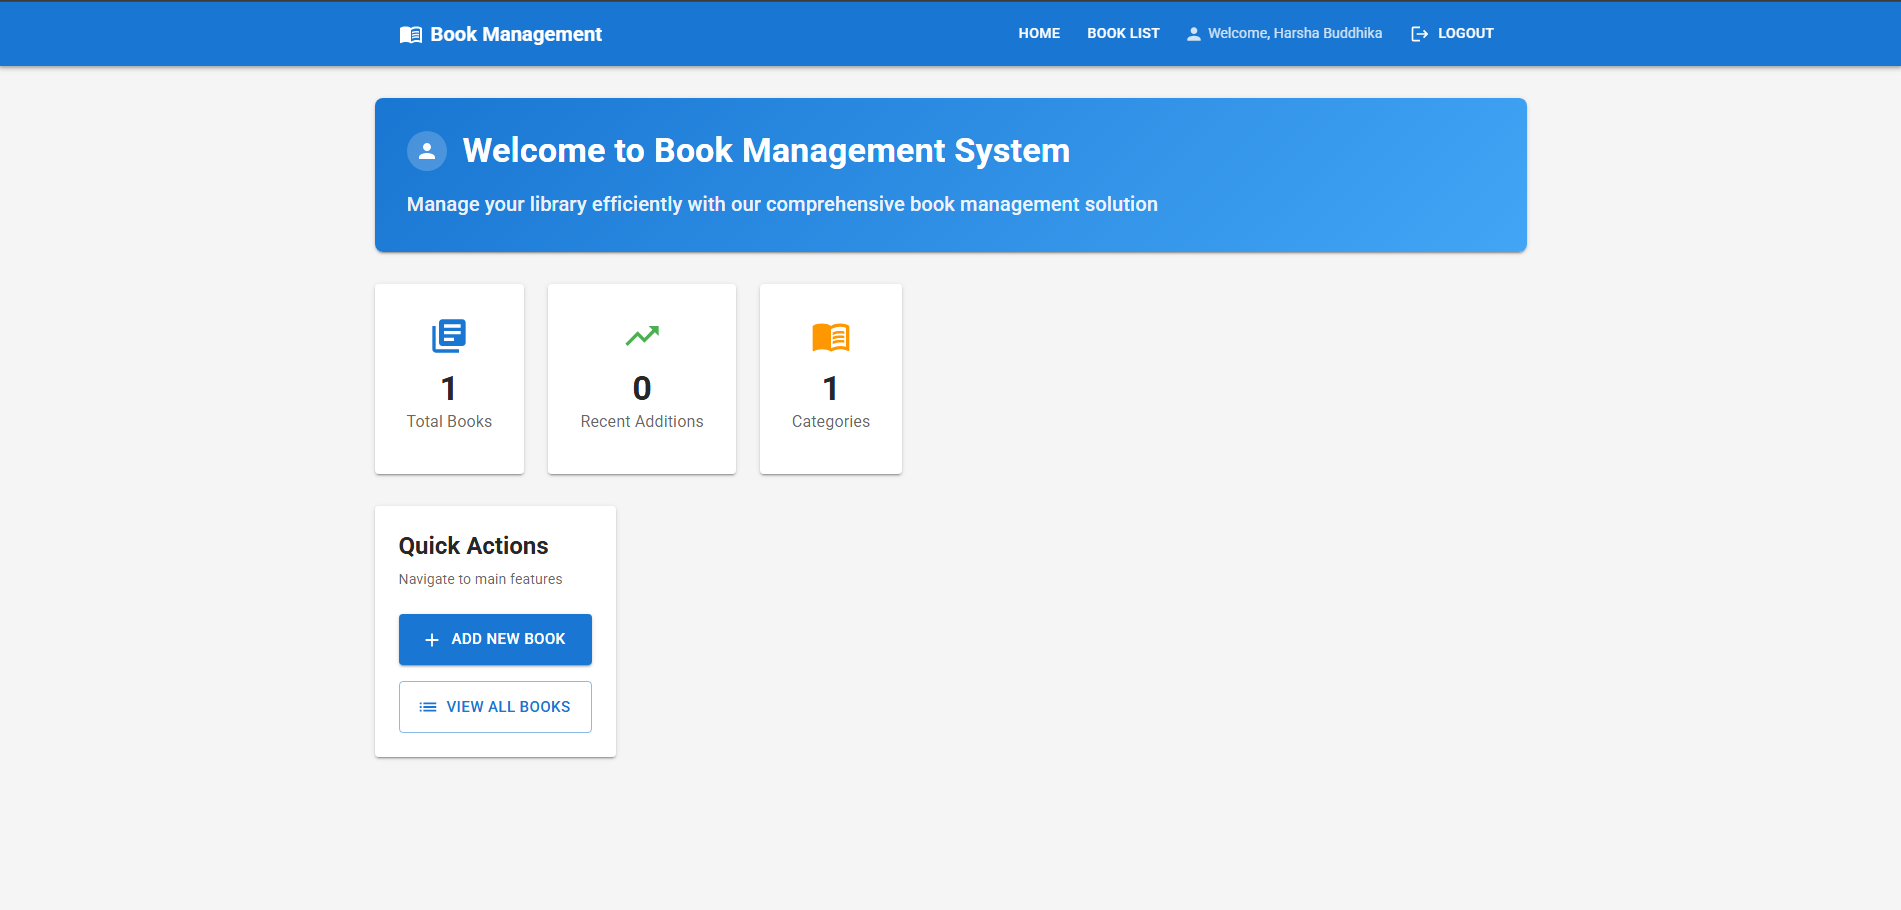 Book Management
HOME
BOOK LIST
Welcome, Harsha Buddhika
LOGOUT
Welcome to Book Management System
Manage your library efficiently with our comprehensive book management solution
1
Total Books
0
Recent Additions
1
Categories
Quick Actions
Navigate to main features
ADD NEW BOOK
VIEW ALL BOOKS